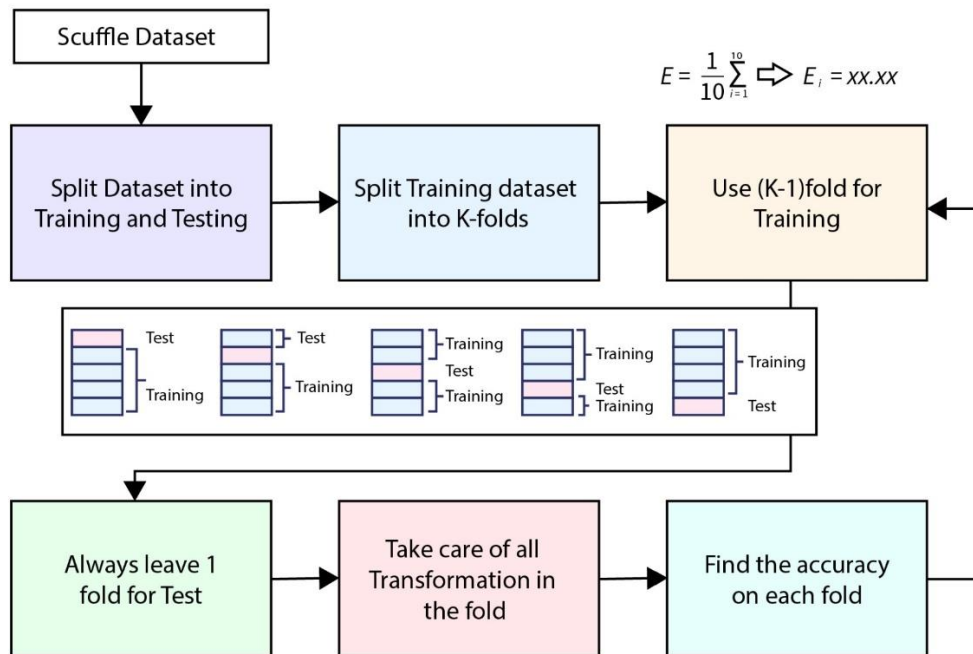 Scuffle Dataset
E = 1/10 ∑ i=1 10 ⇨ E i = xx.xx
Split Dataset into
Training and Testing
Split Training dataset
into K-folds
Use (K-1)fold for
Training
Test
Training
Test
Training
Training
Test
Training
Training
Test
Training
Training
Test
Always leave 1
fold for Test
Take care of all
Transformation in
the fold
Find the accuracy
on each fold